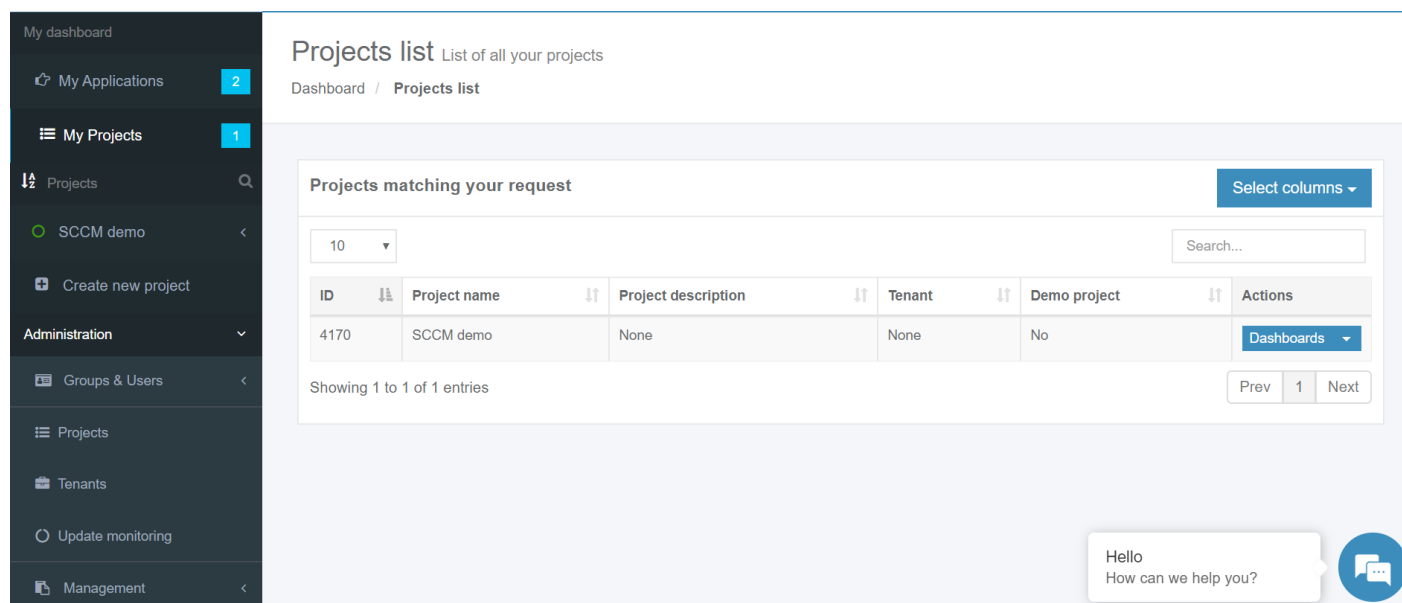 My dashboard
My Applications 2
My Projects 1
Projects
SCCM demo
Create new project
Administration
Groups & Users
Projects
Tenants
Update monitoring
Management
Projects list List of all your projects
Dashboard / Projects list
Projects matching your request
Select columns
10
Search...
ID Project name Project description Tenant Demo project Actions
4170 SCCM demo None None No Dashboards
Showing 1 to 1 of 1 entries
Prev 1 Next
Hello
How can we help you?